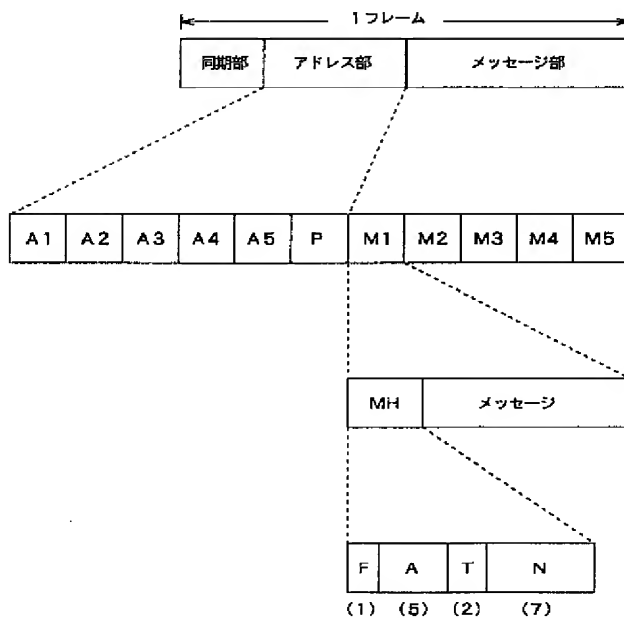 1フレーム
同期部 アドレス部 メッセージ部
A1 A2 A3 A4 A5 P M1 M2 M3 M4 M5
MH メッセージ
F A T N
(1) (5) (2) (7)